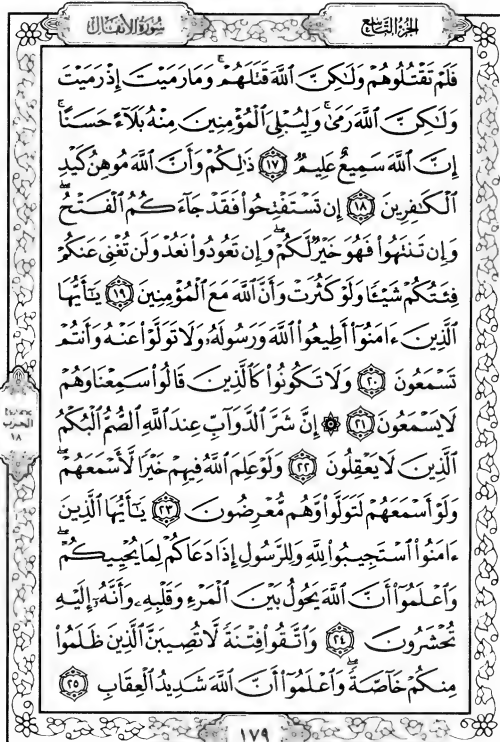 الجزء التاسع
سورة الأنفال
فَلَمْ تَقْتُلُوهُمْ وَلَٰكِنَّ ٱللَّهَ قَتَلَهُمْ ۚ وَمَا رَمَيْتَ إِذْ رَمَيْتَ
وَلَٰكِنَّ ٱللَّهَ رَمَىٰ ۚ وَلِيُبْلِىَ ٱلْمُؤْمِنِينَ مِنْهُ بَلَآءً حَسَنًا ۚ
إِنَّ ٱللَّهَ سَمِيعٌ عَلِيمٌ ١٧ ذَٰلِكُمْ وَأَنَّ ٱللَّهَ مُوهِنُ كَيْدِ
ٱلْكَٰفِرِينَ ١٨ إِن تَسْتَفْتِحُوا۟ فَقَدْ جَآءَكُمُ ٱلْفَتْحُ ۖ
وَإِن تَنتَهُوا۟ فَهُوَ خَيْرٌ لَّكُمْ ۖ وَإِن تَعُودُوا۟ نَعُدْ وَلَن تُغْنِىَ عَنكُمْ
فِئَتُكُمْ شَيْـًٔا وَلَوْ كَثُرَتْ وَأَنَّ ٱللَّهَ مَعَ ٱلْمُؤْمِنِينَ ١٩ يَٰٓأَيُّهَا
ٱلَّذِينَ ءَامَنُوٓا۟ أَطِيعُوا۟ ٱللَّهَ وَرَسُولَهُۥ وَلَا تَوَلَّوْا۟ عَنْهُ وَأَنتُمْ
تَسْمَعُونَ ٢٠ وَلَا تَكُونُوا۟ كَٱلَّذِينَ قَالُوا۟ سَمِعْنَا وَهُمْ
لَا يَسْمَعُونَ ٢١ ۞ إِنَّ شَرَّ ٱلدَّوَآبِّ عِندَ ٱللَّهِ ٱلصُّمُّ ٱلْبُكْمُ
ٱلَّذِينَ لَا يَعْقِلُونَ ٢٢ وَلَوْ عَلِمَ ٱللَّهُ فِيهِمْ خَيْرًا لَّأَسْمَعَهُمْ ۖ
وَلَوْ أَسْمَعَهُمْ لَتَوَلَّوا۟ وَّهُم مُّعْرِضُونَ ٢٣ يَٰٓأَيُّهَا ٱلَّذِينَ
ءَامَنُوا۟ ٱسْتَجِيبُوا۟ لِلَّهِ وَلِلرَّسُولِ إِذَا دَعَاكُمْ لِمَا يُحْيِيكُمْ ۖ
وَٱعْلَمُوٓا۟ أَنَّ ٱللَّهَ يَحُولُ بَيْنَ ٱلْمَرْءِ وَقَلْبِهِۦ وَأَنَّهُۥٓ إِلَيْهِ
تُحْشَرُونَ ٢٤ وَٱتَّقُوا۟ فِتْنَةً لَّا تُصِيبَنَّ ٱلَّذِينَ ظَلَمُوا۟
مِنكُمْ خَآصَّةً ۖ وَٱعْلَمُوٓا۟ أَنَّ ٱللَّهَ شَدِيدُ ٱلْعِقَابِ ٢٥
الحزب
١٨
١٧٩